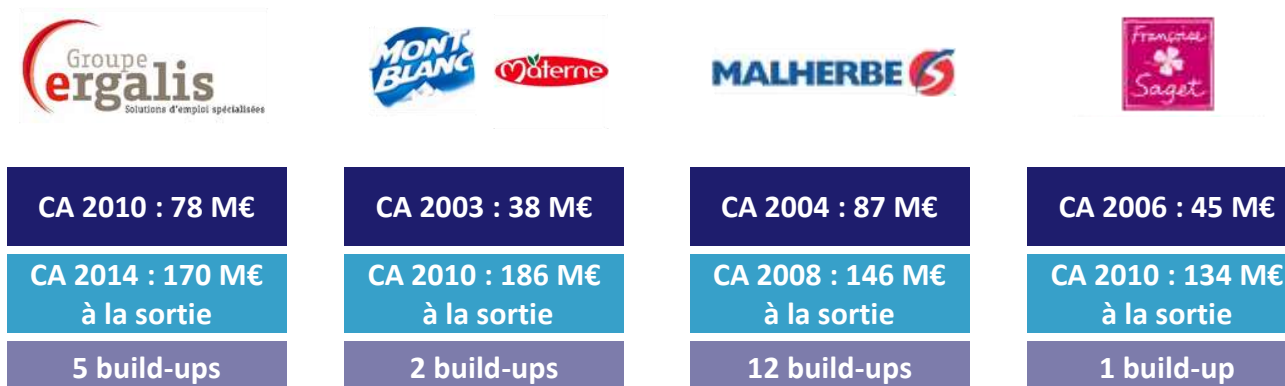 Groupe
ergalis
Solutions d'emploi spécialisées
MONT
BLANC
Materne
MALHERBE
Françoise
Saget
CA 2010 : 78 M€
CA 2003 : 38 M€
CA 2004 : 87 M€
CA 2006 : 45 M€
CA 2014 : 170 M€
à la sortie
CA 2010 : 186 M€
à la sortie
CA 2008 : 146 M€
à la sortie
CA 2010 : 134 M€
à la sortie
5 build-ups
2 build-ups
12 build-ups
1 build-up